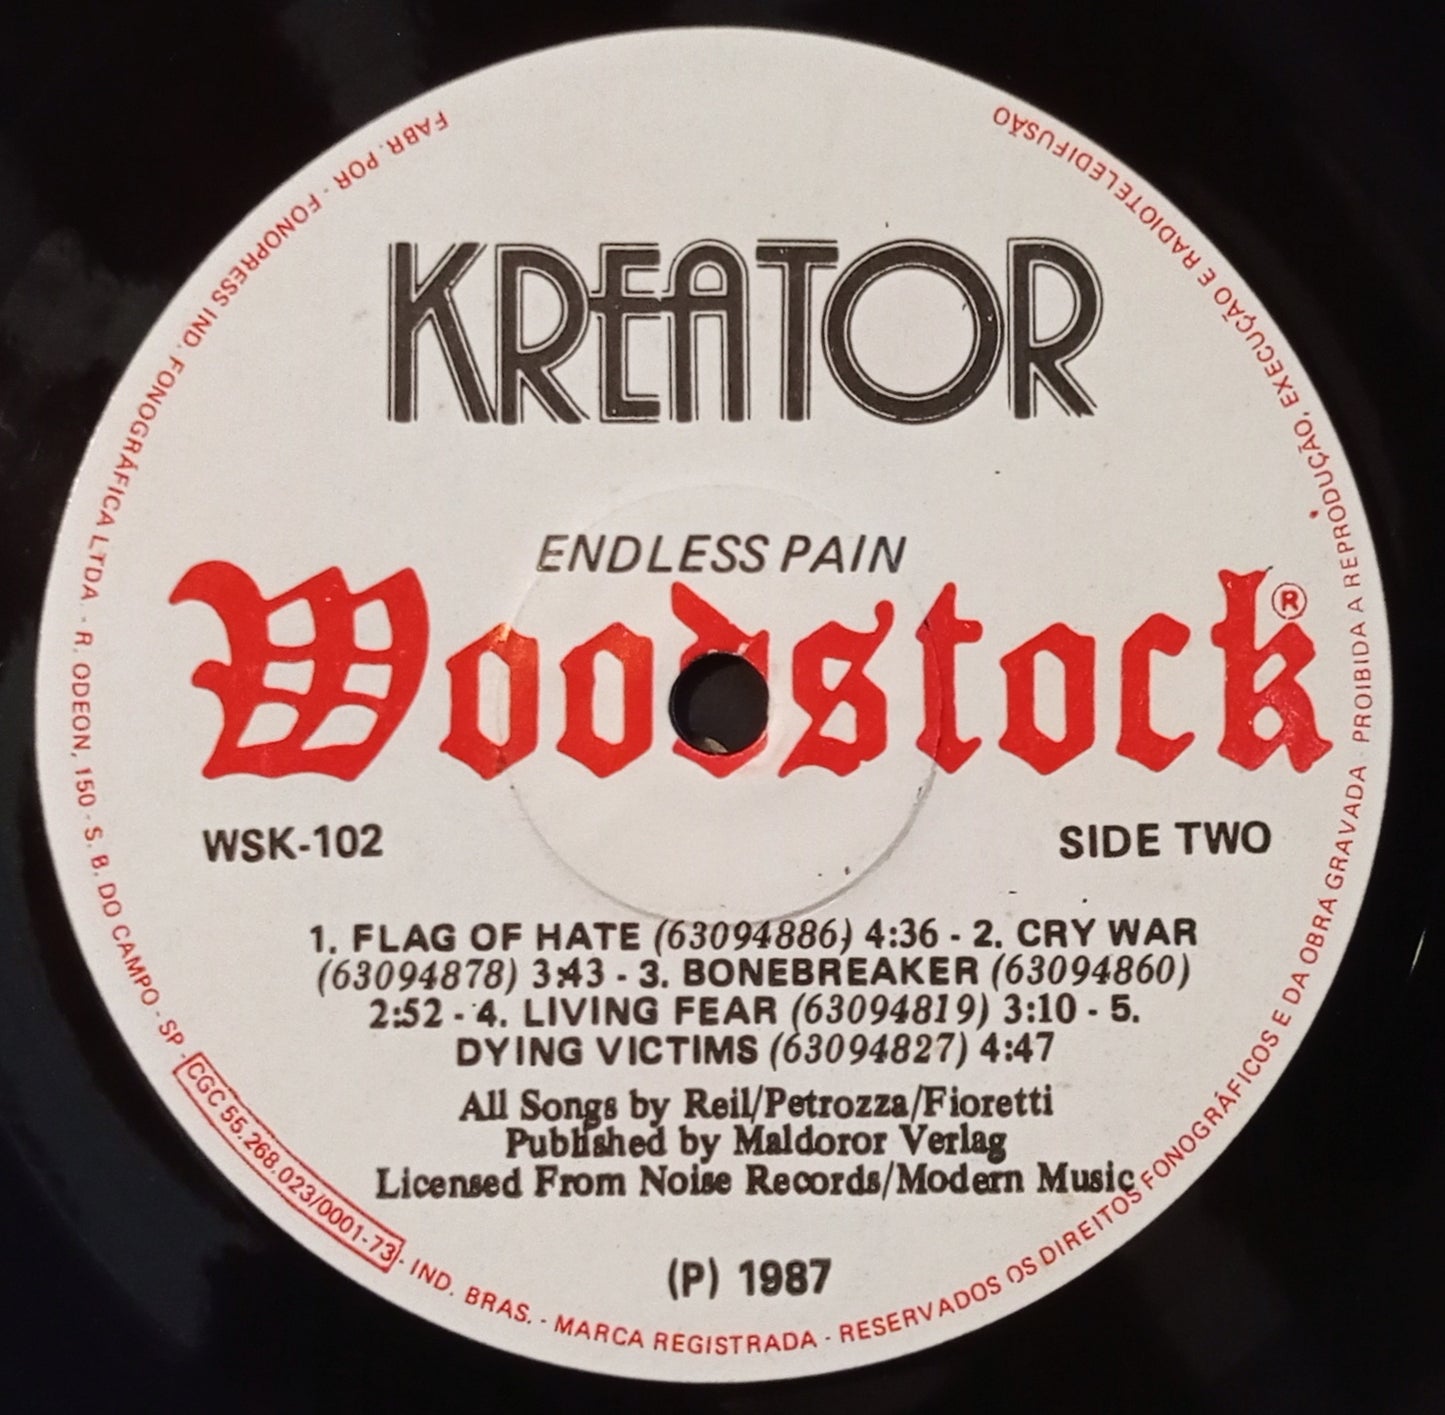 KREATOR
ENDLESS PAIN
Woodstock ®
WSK-102
SIDE TWO
1. FLAG OF HATE (63094886) 4:36 - 2. CRY WAR
(63094878) 3:43 - 3. BONEBREAKER (63094860)
2:52 - 4. LIVING FEAR (63094819) 3:10 - 5.
DYING VICTIMS (63094827) 4:47
All Songs by Reil/Petrozza/Fioretti
Published by Maldoror Verlag
Licensed From Noise Records/Modern Music
(P) 1987
FABR. POR - FONOPRESS IND. FONOGRÁFICA LTDA. - R. ODEON, 150 - S. B. DO CAMPO - SP - CGC 55.268.023/0001-73 - IND. BRAS. - MARCA REGISTRADA - RESERVADOS OS DIREITOS FONOGRÁFICOS E DA OBRA GRAVADA - PROIBIDA A REPRODUÇÃO, EXECUÇÃO E RADIOTELEDIFUSÃO